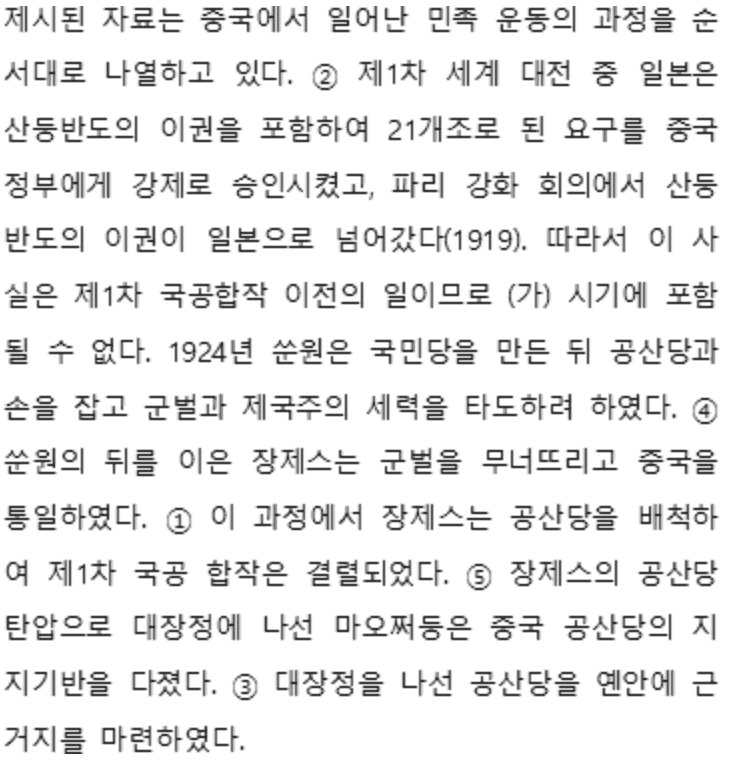 제시된 자료는 중국에서 일어난 민족 운동의 과정을 순
서대로 나열하고 있다. ② 제1차 세계 대전 중 일본은
산둥반도의 이권을 포함하여 21개조로 된 요구를 중국
정부에게 강제로 승인시켰고, 파리 강화 회의에서 산둥
반도의 이권이 일본으로 넘어갔다(1919). 따라서 이 사
실은 제1차 국공합작 이전의 일이므로 (가) 시기에 포함
될 수 없다. 1924년 쑨원은 국민당을 만든 뒤 공산당과
손을 잡고 군벌과 제국주의 세력을 타도하려 하였다. ④
쑨원의 뒤를 이은 장제스는 군벌을 무너뜨리고 중국을
통일하였다. ① 이 과정에서 장제스는 공산당을 배척하
여 제1차 국공 합작은 결렬되었다. ⑤ 장제스의 공산당
탄압으로 대장정에 나선 마오쩌둥은 중국 공산당의 지
지기반을 다졌다. ③ 대장정을 나선 공산당을 옌안에 근
거지를 마련하였다.